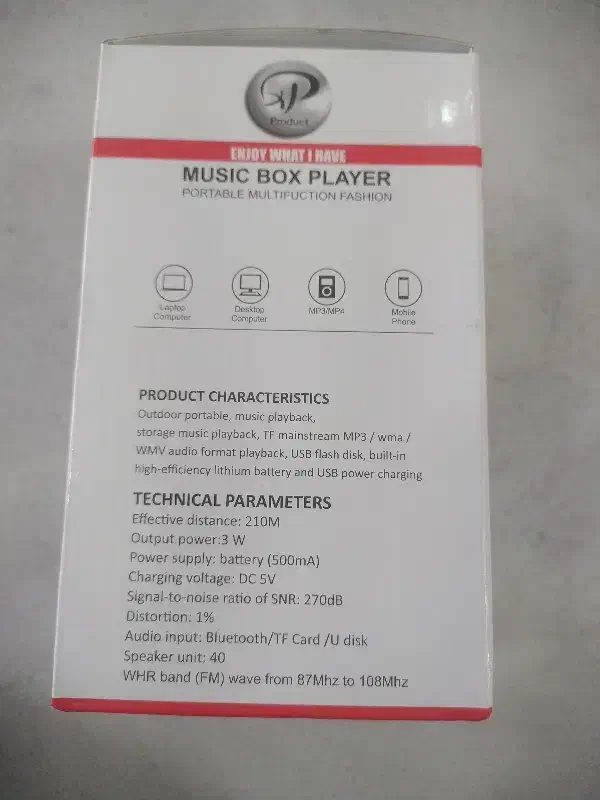 XP
Product
ENJOY WHAT I HAVE
MUSIC BOX PLAYER
PORTABLE MULTIFUCTION FASHION
Laptop
Computer
Desktop
Computer
MP3/MP4
Mobile
Phone
PRODUCT CHARACTERISTICS
Outdoor portable, music playback,
storage music playback, TF mainstream MP3 / wma /
WMV audio format playback, USB flash disk, built-in
high-efficiency lithium battery and USB power charging
TECHNICAL PARAMETERS
Effective distance: 210M
Output power:3 W
Power supply: battery (500mA)
Charging voltage: DC 5V
Signal-to-noise ratio of SNR: 270dB
Distortion: 1%
Audio input: Bluetooth/TF Card /U disk
Speaker unit: 40
WHR band (FM) wave from 87Mhz to 108Mhz